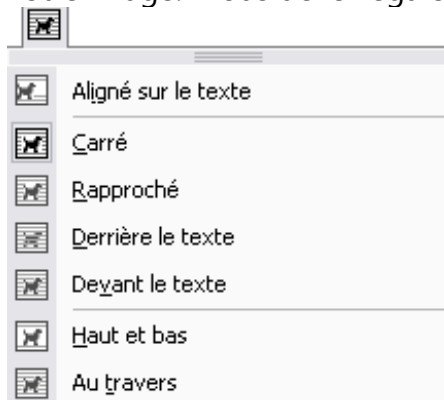 Aligné sur le texte
Carré
Rapproché
Derrière le texte
Devant le texte
Haut et bas
Au travers